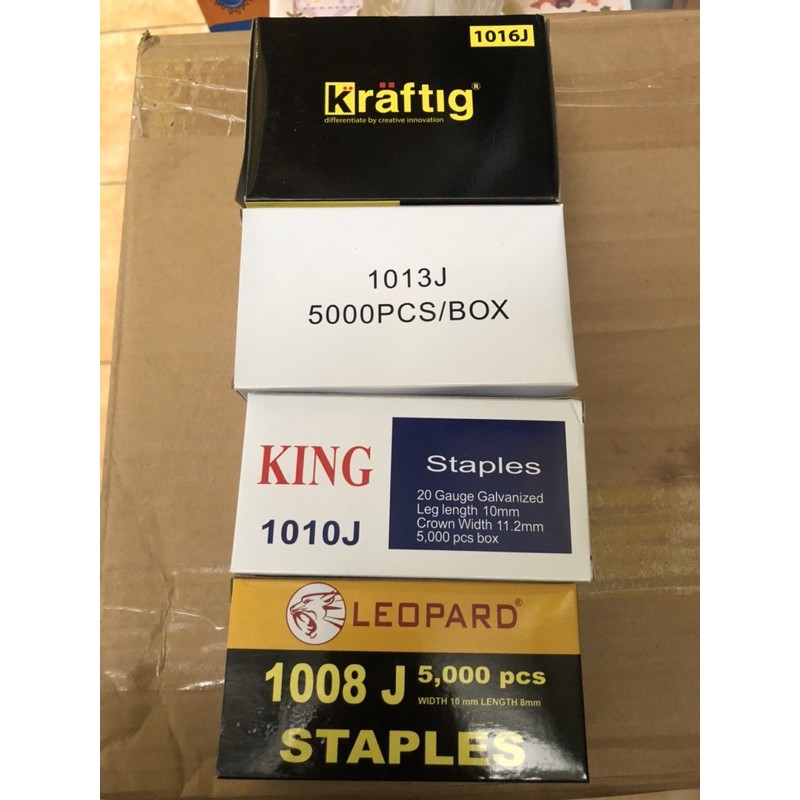 1016J
kräftig®
differentiate by creative innovation
1013J
5000PCS/BOX
KING
1010J
Staples
20 Gauge Galvanized
Leg length 10mm
Crown Width 11.2mm
5,000 pcs box
LEOPARD®
1008 J 5,000 pcs
WIDTH 10 mm LENGTH 8mm
STAPLES